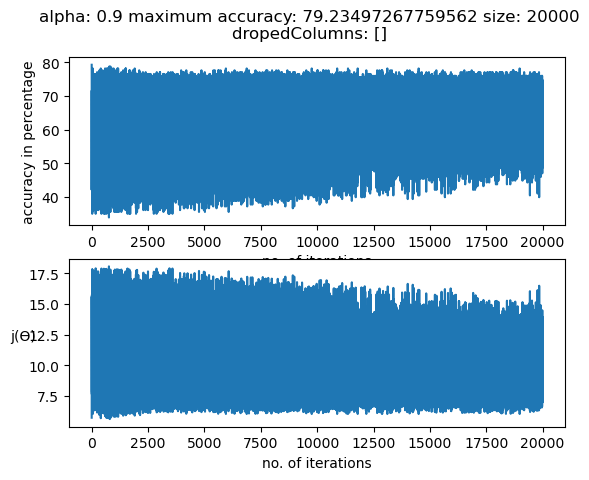 alpha: 0.9 maximum accuracy: 79.23497267759562 size: 20000
dropedColumns: []
accuracy in percentage
80
70
60
50
40
0 2500 5000 7500 10000 12500 15000 17500 20000
no. of iterations
j(Θ)
17.5
15.0
12.5
10.0
7.5
0 2500 5000 7500 10000 12500 15000 17500 20000
no. of iterations